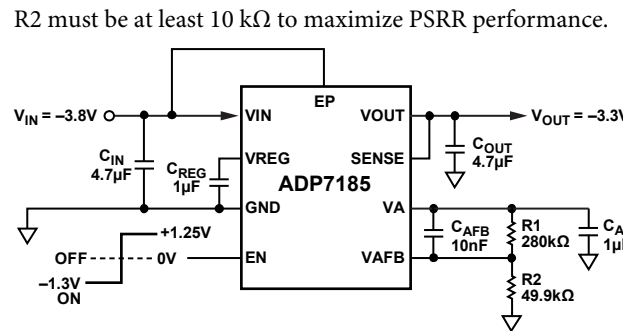 R2 must be at least 10 kΩ to maximize PSRR performance.
EP
VIN = –3.8V
VIN
VOUT
VOUT = –3.3V
CIN
4.7µF
CREG
1µF
VREG
SENSE
COUT
4.7µF
ADP7185
GND
VA
CAFB
10nF
R1
280kΩ
1µF
+1.25V
OFF
0V
EN
VAFB
–1.3V
ON
R2
49.9kΩ